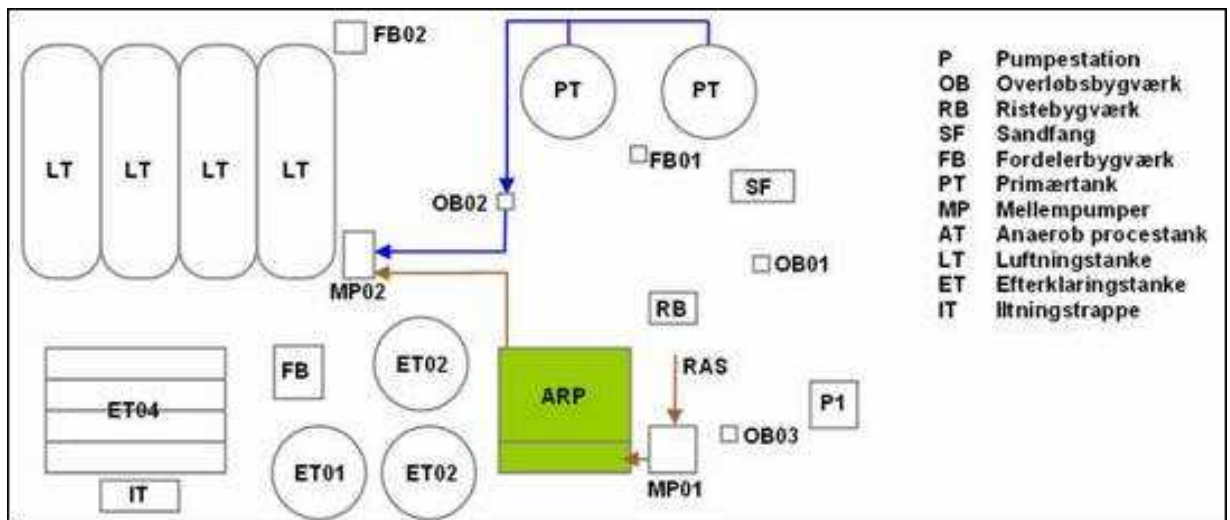 FB02
PT PT
LT LT LT LT
FB01
SF
OB02
OB01
MP02
RB
ET02
FB
RAS
ARP
P1
ET04
OB03
ET01
ET02
MP01
IT
P Pumpestation
OB Overløbsbygværk
RB Ristebygværk
SF Sandfang
FB Fordelerbygværk
PT Primærtank
MP Mellempumper
AT Anaerob procestank
LT Luftningstanke
ET Efterklaringstanke
IT Iltningstrappe